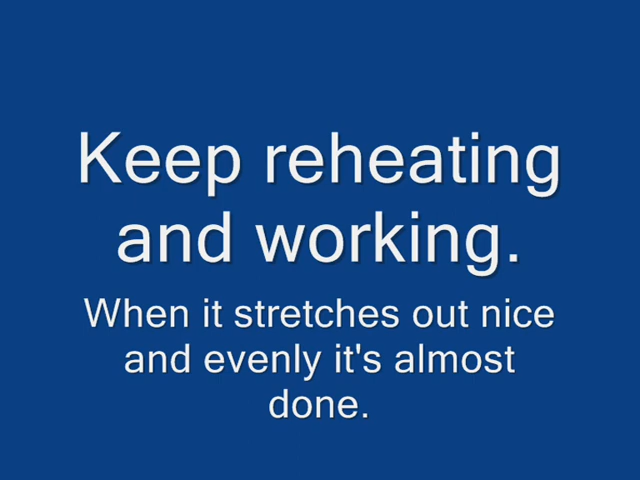 Keep reheating
and working.
When it stretches out nice
and evenly it's almost
done.